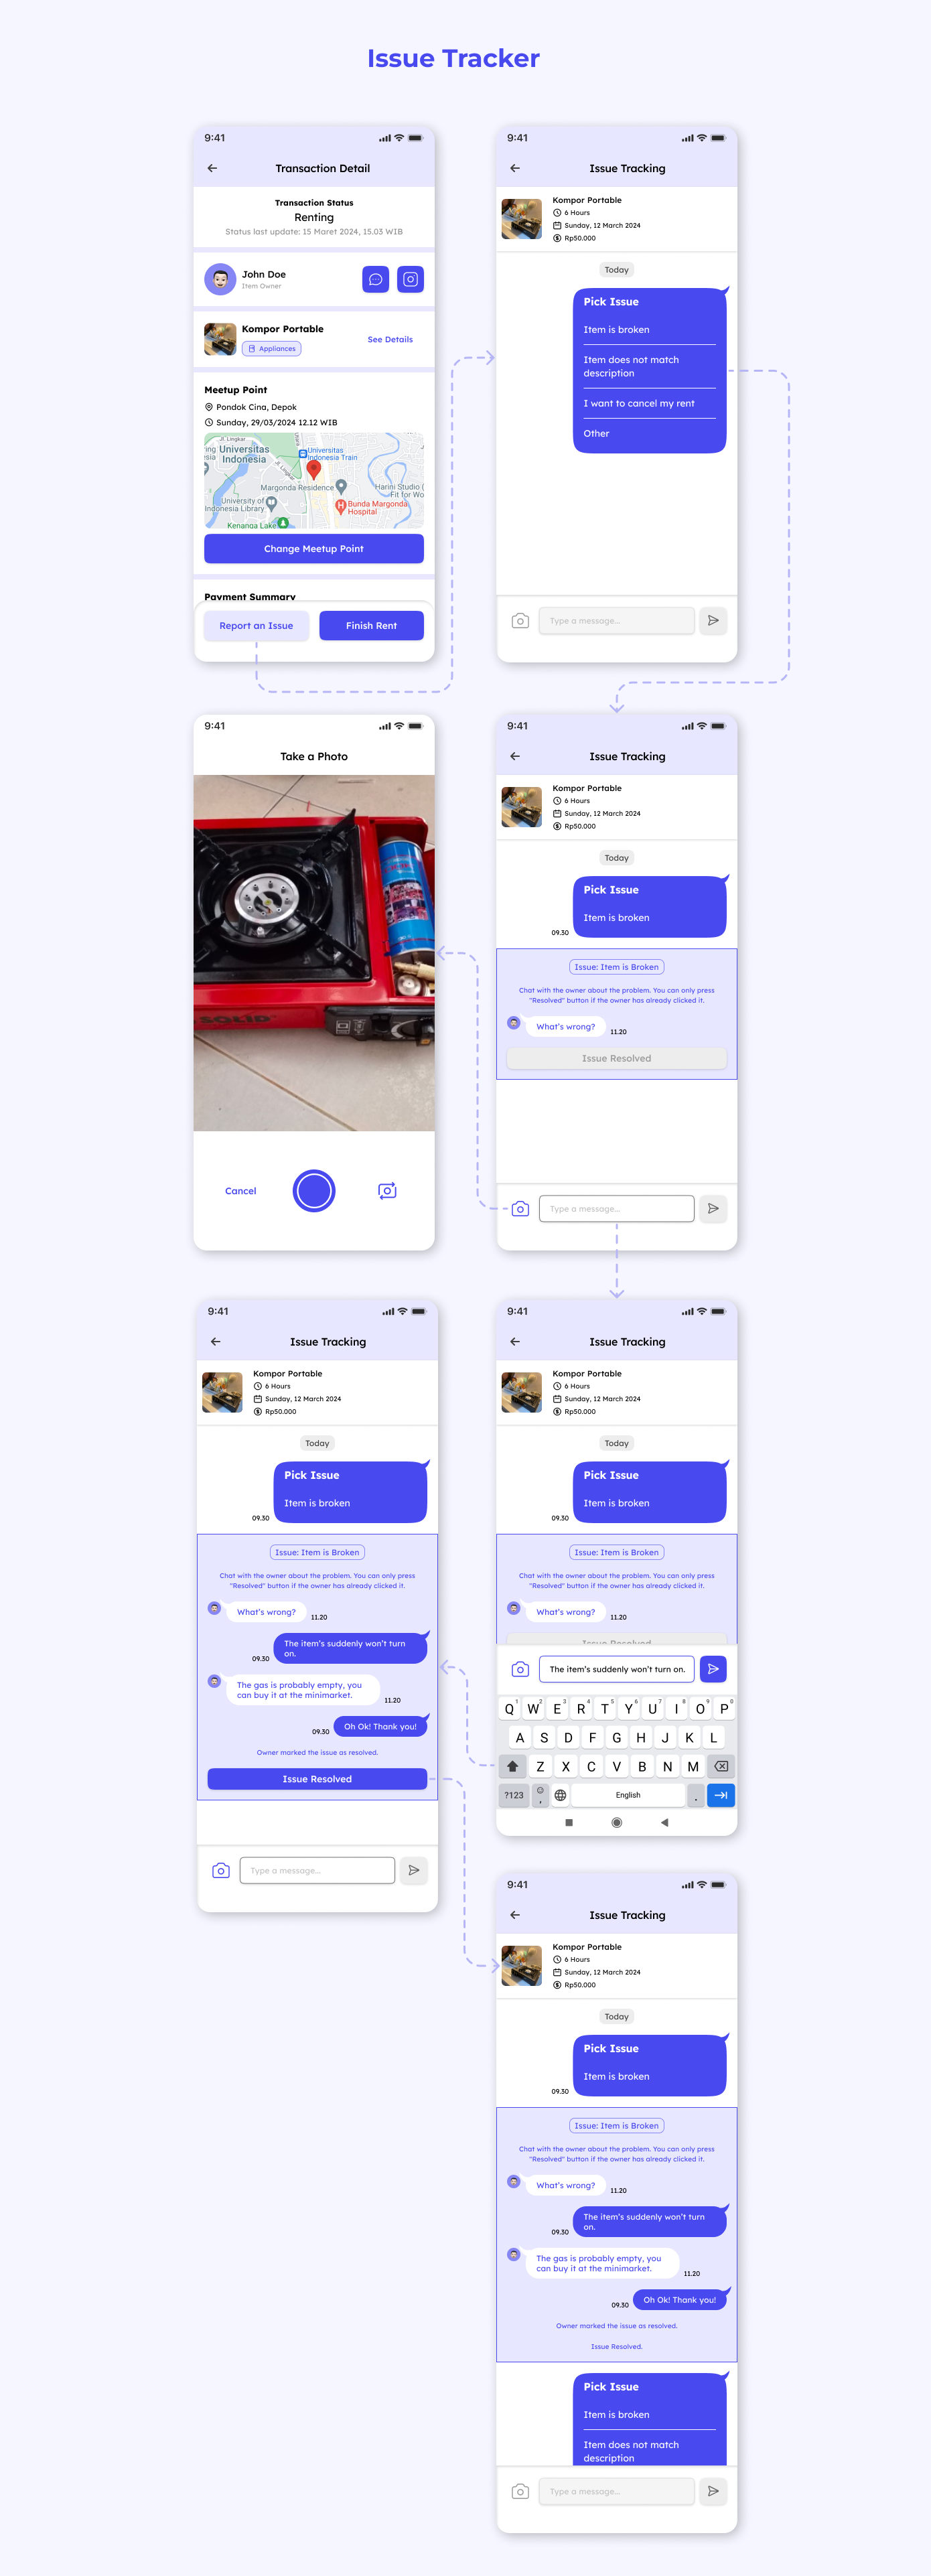 Issue Tracker
9:41
Transaction Detail
Transaction Status
Renting
Status last update: 15 Maret 2024, 15.03 WIB
John Doe
Item Owner
Kompor Portable
Appliances
See Details
Meetup Point
Pondok Cina, Depok
Sunday, 29/03/2024 12.12 WIB
Jl. Lingkar
Universitas
Indonesia
Universitas
Indonesia Train
Jl. Lingkar
Margonda Residence
Harini Studio (
Fit for Wo
University of
Indonesia Library
Bunda Margonda
Hospital
Kenanga Lake
Change Meetup Point
Payment Summary
Report an Issue
Finish Rent
9:41
Issue Tracking
Kompor Portable
6 Hours
Sunday, 12 March 2024
Rp50.000
Today
Pick Issue
Item is broken
Item does not match
description
I want to cancel my rent
Other
Type a message...
9:41
Take a Photo
SOLID
Cancel
9:41
Issue Tracking
Kompor Portable
6 Hours
Sunday, 12 March 2024
Rp50.000
Today
Pick Issue
Item is broken
09.30
Issue: Item is Broken
Chat with the owner about the problem. You can only press
"Resolved" button if the owner has already clicked it.
What's wrong?
11.20
Issue Resolved
Type a message...
9:41
Issue Tracking
Kompor Portable
6 Hours
Sunday, 12 March 2024
Rp50.000
Today
Pick Issue
Item is broken
09.30
Issue: Item is Broken
Chat with the owner about the problem. You can only press
"Resolved" button if the owner has already clicked it.
What's wrong?
11.20
The item's suddenly won't turn
on.
09.30
The gas is probably empty, you
can buy it at the minimarket.
11.20
Oh Ok! Thank you!
09.30
Owner marked the issue as resolved.
Issue Resolved
Type a message...
9:41
Issue Tracking
Kompor Portable
6 Hours
Sunday, 12 March 2024
Rp50.000
Today
Pick Issue
Item is broken
09.30
Issue: Item is Broken
Chat with the owner about the problem. You can only press
"Resolved" button if the owner has already clicked it.
What's wrong?
11.20
Issue Resolved
The item's suddenly won't turn on.
Q1 W2 E3 R4 T5 Y6 U7 I8 O9 P0
A S D F G H J K L
Z X C V B N M
?123 , English .
9:41
Issue Tracking
Kompor Portable
6 Hours
Sunday, 12 March 2024
Rp50.000
Today
Pick Issue
Item is broken
09.30
Issue: Item is Broken
Chat with the owner about the problem. You can only press
"Resolved" button if the owner has already clicked it.
What's wrong?
11.20
The item's suddenly won't turn
on.
09.30
The gas is probably empty, you
can buy it at the minimarket.
11.20
Oh Ok! Thank you!
09.30
Owner marked the issue as resolved.
Issue Resolved.
Pick Issue
Item is broken
Item does not match
description
Type a message...